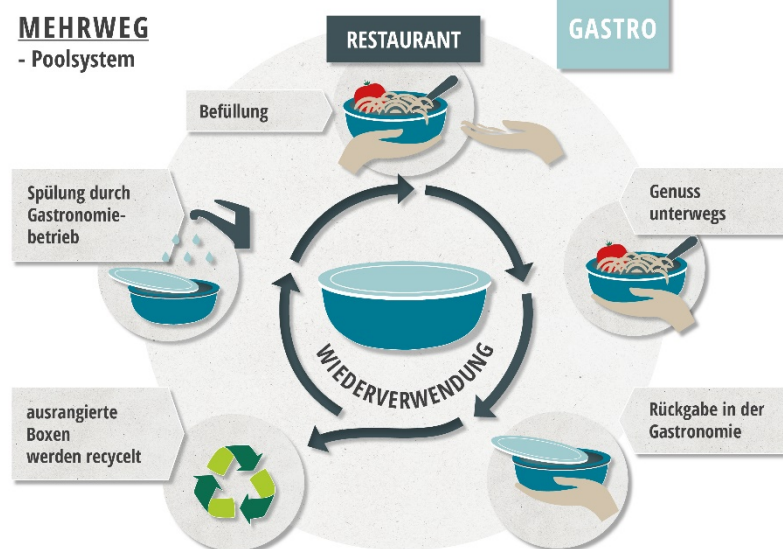 MEHRWEG
- Poolsystem
RESTAURANT
GASTRO
Befüllung
Genuss
unterwegs
Spülung durch
Gastronomie-
betrieb
WIEDERVERWENDUNG
ausrangierte
Boxen
werden recycelt
Rückgabe in der
Gastronomie